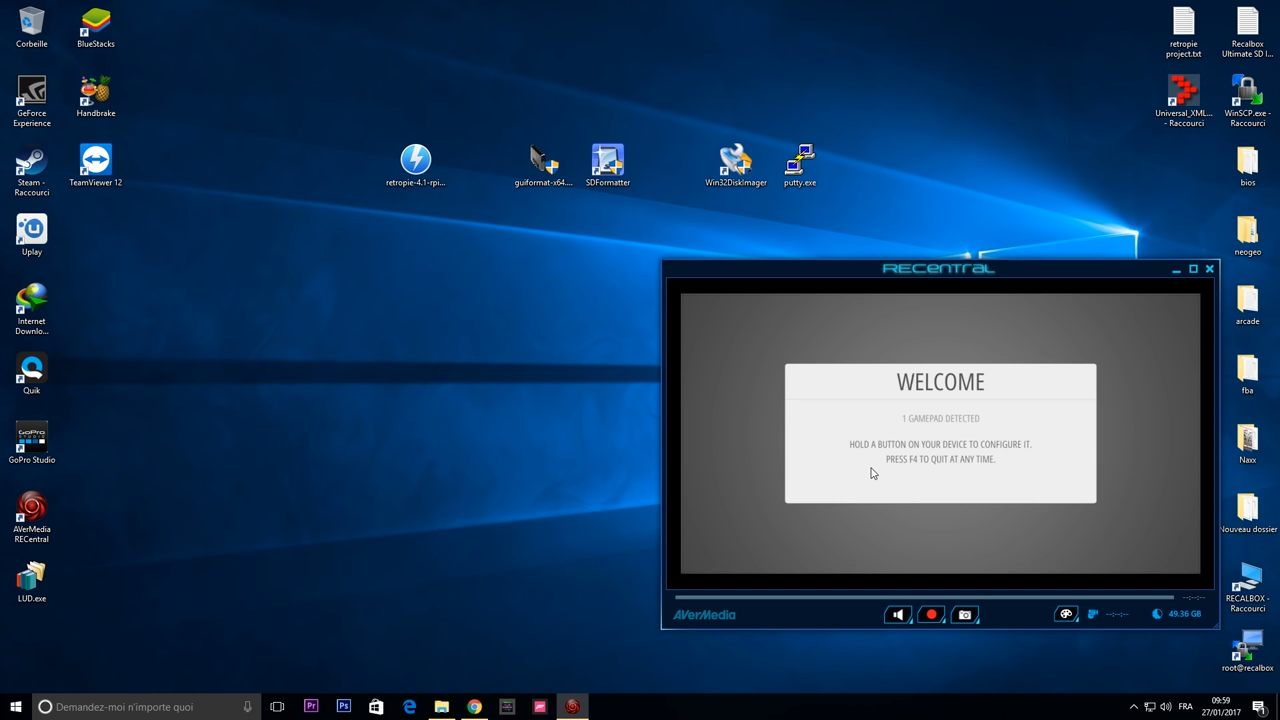 Corbeille
BlueStacks
GeForce
Experience
Handbrake
Steam -
Raccourci
TeamViewer 12
Uplay
Internet
Downlo...
Quik
GoPro Studio
AVerMedia
RECentral
LUD.exe
retropie-4.1-rpi...
guiformat-x64....
SDFormatter
Win32DiskImager
putty.exe
retropie
project.txt
Recalbox
Ultimate SD I...
Universal_XML...
- Raccourci
WinSCP.exe -
Raccourci
bios
neogeo
arcade
fba
Naxx
Nouveau dossier
RECALBOX -
Raccourci
root@recalbox
RECENTRAL
WELCOME
1 GAMEPAD DETECTED
HOLD A BUTTON ON YOUR DEVICE TO CONFIGURE IT.
PRESS F4 TO QUIT AT ANY TIME.
--:--:--
AVerMedia
--:--:--
49.36 GB
Demandez-moi n'importe quoi
Pr
Ps
FRA
09:59
27/01/2017